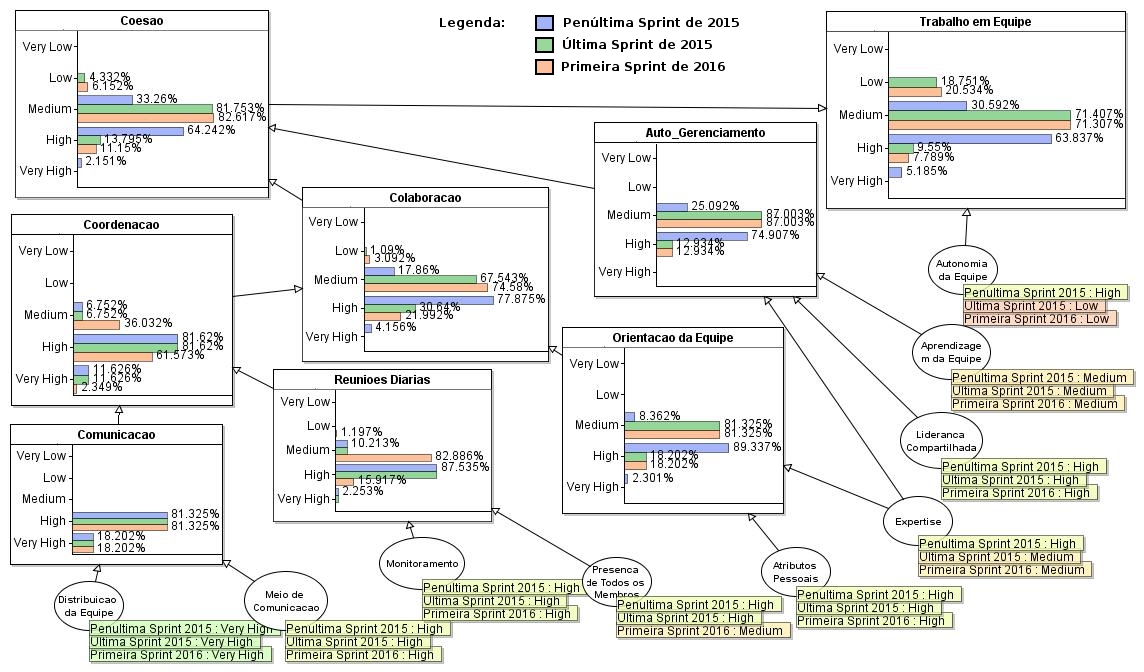 Legenda:
Penúltima Sprint de 2015
Última Sprint de 2015
Primeira Sprint de 2016
Coesao
Very Low
Low
4.332%
6.152%
Medium
33.26%
81.753%
82.617%
High
64.242%
13.795%
11.15%
Very High
2.151%
Trabalho em Equipe
Very Low
Low
18.751%
20.534%
Medium
30.592%
71.407%
71.307%
High
63.837%
9.55%
7.789%
Very High
5.185%
Auto_Gerenciamento
Very Low
Low
Medium
25.092%
87.003%
87.003%
High
74.907%
12.934%
12.934%
Very High
Colaboracao
Very Low
Low
1.09%
3.092%
Medium
17.86%
67.543%
74.58%
High
77.875%
30.64%
21.992%
Very High
4.156%
Coordenacao
Very Low
Low
Medium
6.752%
6.752%
36.032%
High
81.62%
81.62%
61.573%
Very High
11.626%
11.626%
2.349%
Orientacao da Equipe
Very Low
Low
Medium
8.362%
81.325%
81.325%
High
89.337%
18.202%
18.202%
Very High
2.301%
Reunioes Diarias
Very Low
Low
1.197%
Medium
10.213%
82.886%
High
87.535%
15.917%
Very High
2.253%
Comunicacao
Very Low
Low
Medium
High
81.325%
81.325%
Very High
18.202%
18.202%
Autonomia
da Equipe
Penultima Sprint 2015 : High
Ultima Sprint 2015 : Low
Primeira Sprint 2016 : Low
Aprendizage
m da Equipe
Penultima Sprint 2015 : Medium
Ultima Sprint 2015 : Medium
Primeira Sprint 2016 : Medium
Lideranca
Compartilhada
Penultima Sprint 2015 : High
Ultima Sprint 2015 : High
Primeira Sprint 2016 : High
Expertise
Penultima Sprint 2015 : High
Ultima Sprint 2015 : Medium
Primeira Sprint 2016 : Medium
Atributos
Pessoais
Penultima Sprint 2015 : High
Ultima Sprint 2015 : High
Primeira Sprint 2016 : High
Presenca
de Todos os
Membros
Penultima Sprint 2015 : High
Ultima Sprint 2015 : High
Primeira Sprint 2016 : Medium
Monitoramento
Penultima Sprint 2015 : High
Ultima Sprint 2015 : High
Primeira Sprint 2016 : High
Meio de
Comunicacao
Penultima Sprint 2015 : High
Ultima Sprint 2015 : High
Primeira Sprint 2016 : High
Distribuicao
da Equipe
Penultima Sprint 2015 : Very High
Ultima Sprint 2015 : Very High
Primeira Sprint 2016 : Very High